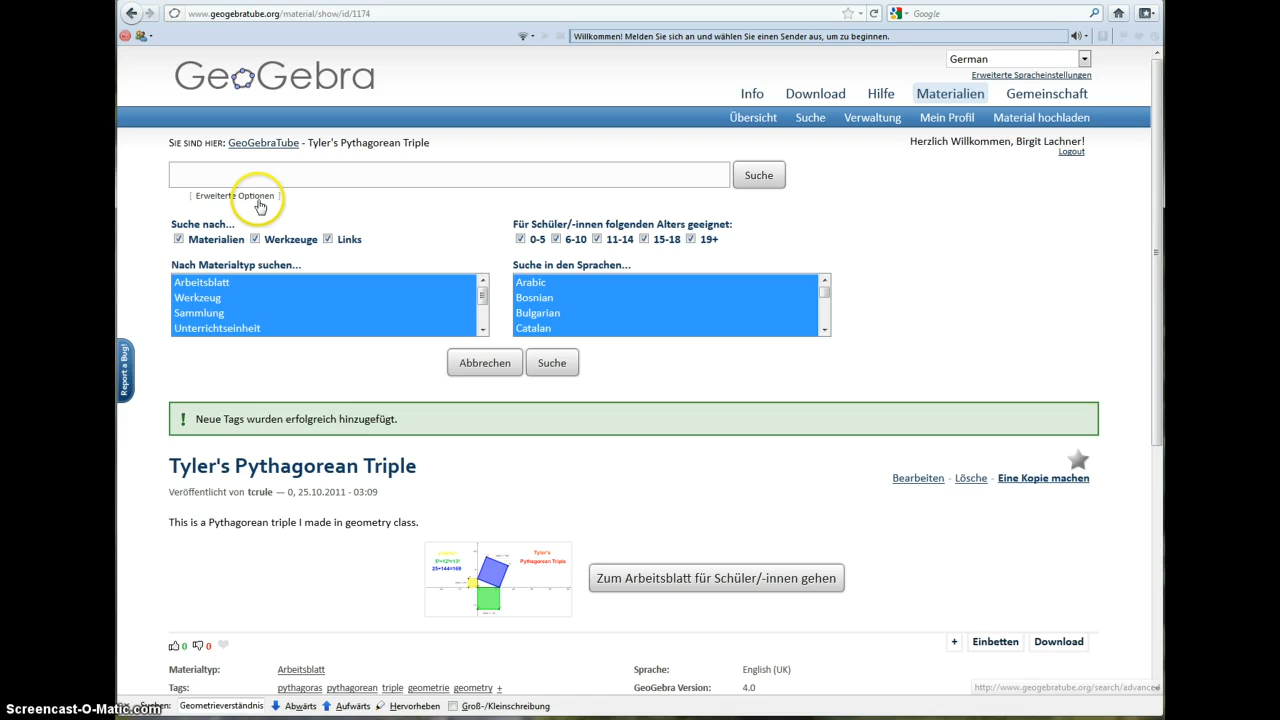 www.geogebratube.org/material/show/id/1174
Google
Willkommen! Melden Sie sich an und wählen Sie einen Sender aus, um zu beginnen.
GeoGebra
German
Erweiterte Spracheinstellungen
Info Download Hilfe Materialien Gemeinschaft
Übersicht Suche Verwaltung Mein Profil Material hochladen
SIE SIND HIER: GeoGebraTube - Tyler's Pythagorean Triple
Herzlich Willkommen, Birgit Lachner!
Logout
Suche
[ Erweiterte Optionen ]
Suche nach...
Für Schüler/-innen folgenden Alters geeignet:
Materialien Werkzeuge Links
0-5 6-10 11-14 15-18 19+
Nach Materialtyp suchen...
Suche in den Sprachen...
Arbeitsblatt
Werkzeug
Sammlung
Unterrichtseinheit
Arabic
Bosnian
Bulgarian
Catalan
Abbrechen Suche
Report a Bug!
! Neue Tags wurden erfolgreich hinzugefügt.
Tyler's Pythagorean Triple
Bearbeiten - Lösche - Eine Kopie machen
Veröffentlicht von tcrule — 0, 25.10.2011 - 03:09
This is a Pythagorean triple I made in geometry class.
5²+12²=13²
25+144=169
Tyler's
Pythagorean Triple
Zum Arbeitsblatt für Schüler/-innen gehen
0 0
+ Einbetten Download
Materialtyp: Arbeitsblatt
Sprache: English (UK)
Tags: pythagoras pythagorean triple geometrie geometry +
GeoGebra Version: 4.0
http://www.geogebratube.org/search/advanced
Suchen: Geometrieverständnis Abwärts Aufwärts Hervorheben Groß-/Kleinschreibung
Screencast-O-Matic.com